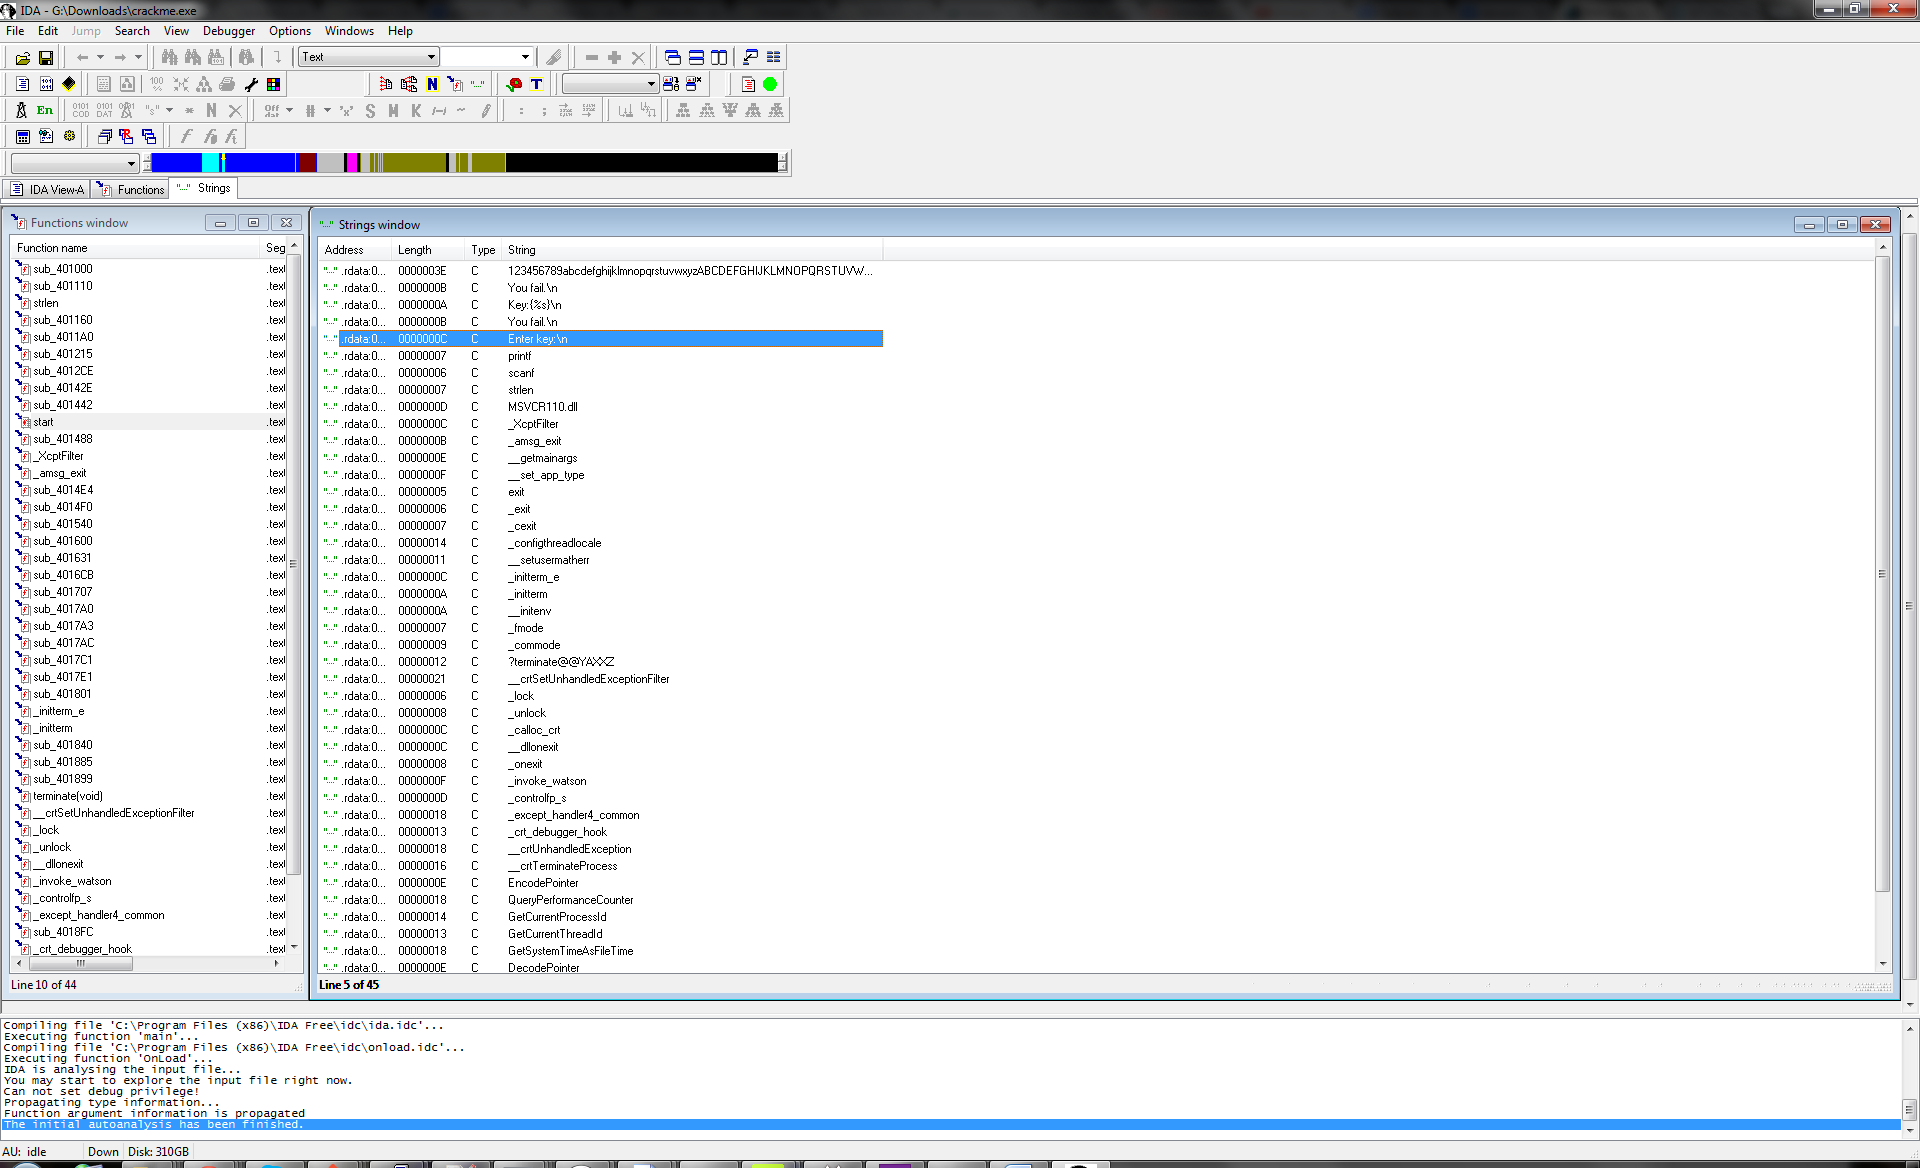 IDA - G:\Downloads\crackme.exe
File Edit Jump Search View Debugger Options Windows Help
Text
En
IDA View-A Functions Strings
Functions window
Function name Seg
sub_401000 .text
sub_401110 .text
strlen .text
sub_401160 .text
sub_4011A0 .text
sub_401215 .text
sub_4012CE .text
sub_40142E .text
sub_401442 .text
start .text
sub_401488 .text
_XcptFilter .text
_amsg_exit .text
sub_4014E4 .text
sub_4014F0 .text
sub_401540 .text
sub_401600 .text
sub_401631 .text
sub_4016CB .text
sub_401707 .text
sub_4017A0 .text
sub_4017A3 .text
sub_4017AC .text
sub_4017C1 .text
sub_4017E1 .text
sub_401801 .text
_initterm_e .text
_initterm .text
sub_401840 .text
sub_401885 .text
sub_401899 .text
terminate(void) .text
__crtSetUnhandledExceptionFilter .text
_lock .text
_unlock .text
__dllonexit .text
_invoke_watson .text
_controlfp_s .text
_except_handler4_common .text
sub_4018FC .text
_crt_debugger_hook .text
Line 10 of 44
Strings window
Address Length Type String
.rdata:0... 0000003E C 123456789abcdefghijklmnopqrstuvwxyzABCDEFGHIJKLMNOPQRSTUVW...
.rdata:0... 0000000B C You fail.\n
.rdata:0... 0000000A C Key:{%s}\n
.rdata:0... 0000000B C You fail.\n
.rdata:0... 0000000C C Enter key:\n
.rdata:0... 00000007 C printf
.rdata:0... 00000006 C scanf
.rdata:0... 00000007 C strlen
.rdata:0... 0000000D C MSVCR110.dll
.rdata:0... 0000000C C _XcptFilter
.rdata:0... 0000000B C _amsg_exit
.rdata:0... 0000000E C __getmainargs
.rdata:0... 0000000F C __set_app_type
.rdata:0... 00000005 C exit
.rdata:0... 00000006 C _exit
.rdata:0... 00000007 C _cexit
.rdata:0... 00000014 C _configthreadlocale
.rdata:0... 00000011 C __setusermatherr
.rdata:0... 0000000C C _initterm_e
.rdata:0... 0000000A C _initterm
.rdata:0... 0000000A C __initenv
.rdata:0... 00000007 C _fmode
.rdata:0... 00000009 C _commode
.rdata:0... 00000012 C ?terminate@@YAXXZ
.rdata:0... 00000021 C __crtSetUnhandledExceptionFilter
.rdata:0... 00000006 C _lock
.rdata:0... 00000008 C _unlock
.rdata:0... 0000000C C _calloc_crt
.rdata:0... 0000000C C __dllonexit
.rdata:0... 00000008 C _onexit
.rdata:0... 0000000F C _invoke_watson
.rdata:0... 0000000D C _controlfp_s
.rdata:0... 00000018 C _except_handler4_common
.rdata:0... 00000013 C _crt_debugger_hook
.rdata:0... 00000018 C __crtUnhandledException
.rdata:0... 00000016 C __crtTerminateProcess
.rdata:0... 0000000E C EncodePointer
.rdata:0... 00000018 C QueryPerformanceCounter
.rdata:0... 00000014 C GetCurrentProcessId
.rdata:0... 00000013 C GetCurrentThreadId
.rdata:0... 00000018 C GetSystemTimeAsFileTime
.rdata:0... 0000000E C DecodePointer
Line 5 of 45
Compiling file 'C:\Program Files (x86)\IDA Free\idc\ida.idc'...
Executing function 'main'...
Compiling file 'C:\Program Files (x86)\IDA Free\idc\onload.idc'...
Executing function 'OnLoad'...
IDA is analysing the input file...
You may start to explore the input file right now.
Can not set debug privilege!
Propagating type information...
Function argument information is propagated
The initial autoanalysis has been finished.
AU: idle Down Disk: 310GB